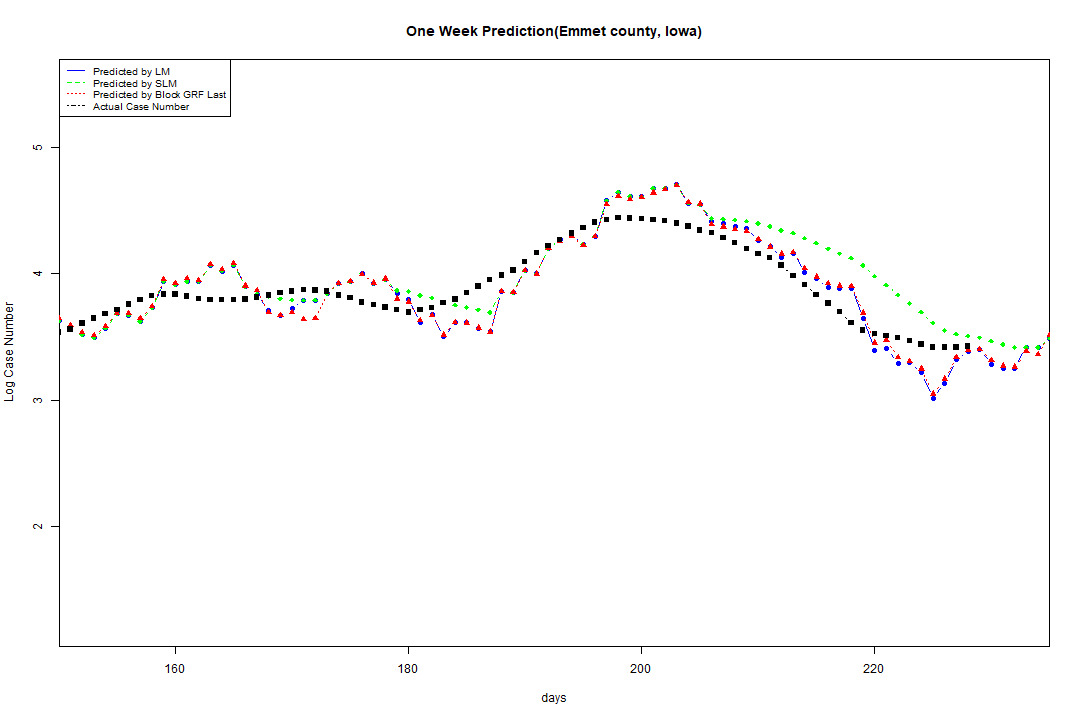 One Week Prediction(Emmet county, Iowa)
Predicted by LM
Predicted by SLM
Predicted by Block GRF Last
Actual Case Number
5
4
3
2
Log Case Number
160 180 200 220
days